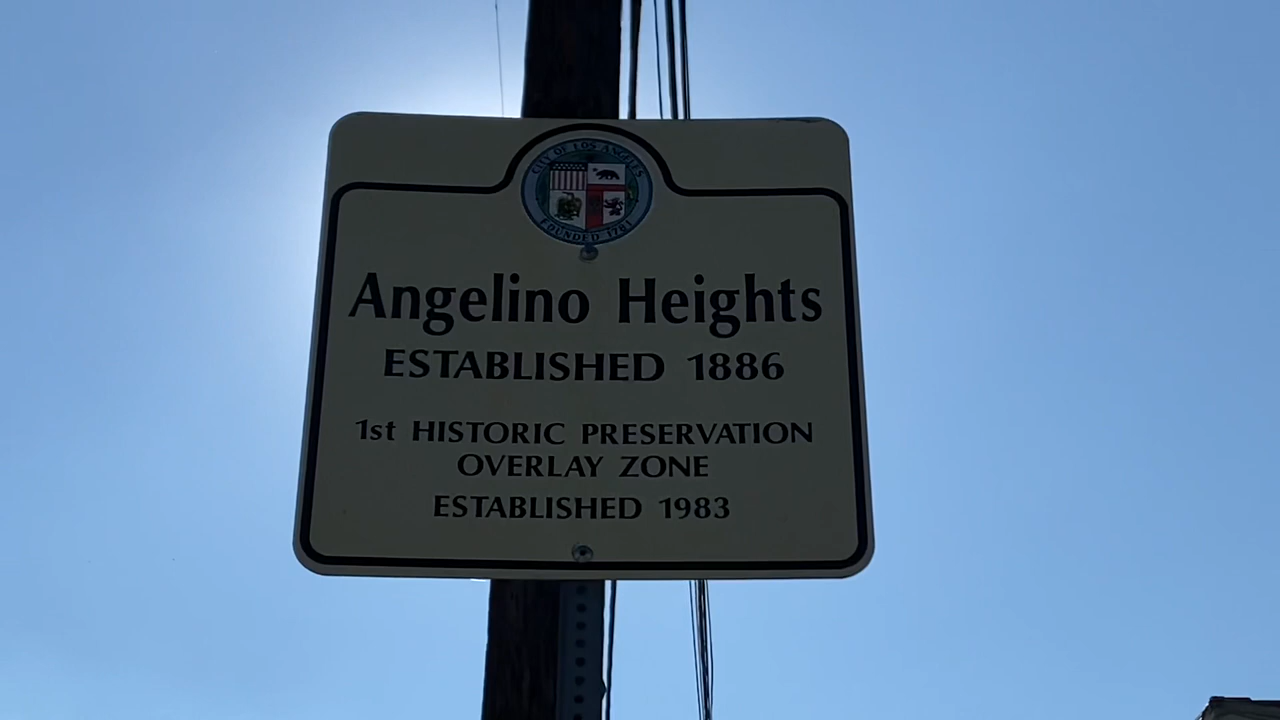 CITY OF LOS ANGELES
FOUNDED 1781
Angelino Heights
ESTABLISHED 1886
1st HISTORIC PRESERVATION
OVERLAY ZONE
ESTABLISHED 1983